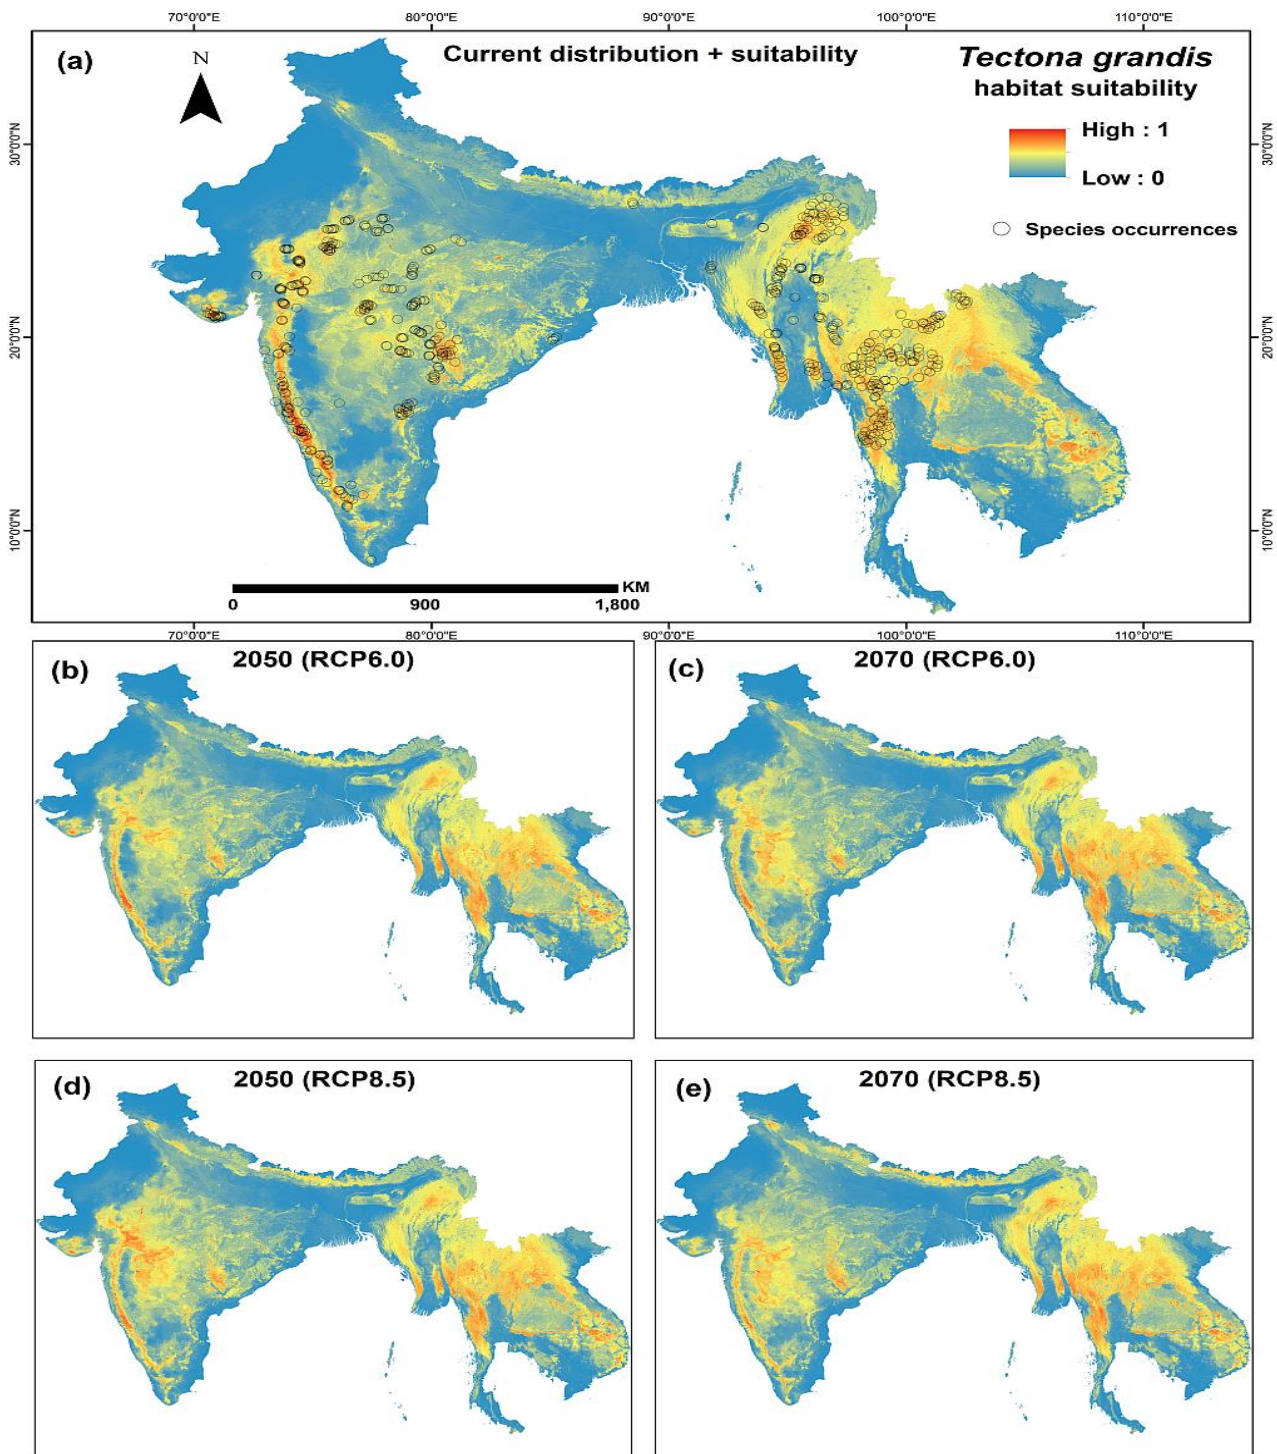 70°0'0"E 80°0'0"E 90°0'0"E 100°0'0"E 110°0'0"E
(a)
N
Current distribution + suitability
Tectona grandis
habitat suitability
High : 1
Low : 0
Species occurrences
30°0'0"N
20°0'0"N
10°0'0"N
30°0'0"N
20°0'0"N
10°0'0"N
KM
0 900 1,800
70°0'0"E 80°0'0"E 90°0'0"E 100°0'0"E 110°0'0"E
(b) 2050 (RCP6.0)
(c) 2070 (RCP6.0)
(d) 2050 (RCP8.5)
(e) 2070 (RCP8.5)